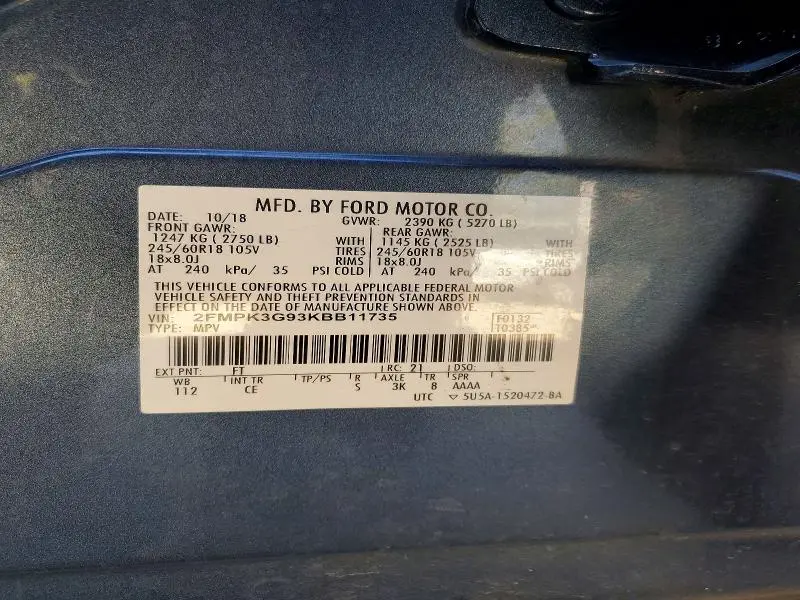 MFD. BY FORD MOTOR CO.
DATE: 10/18 GVWR: 2390 KG ( 5270 LB)
FRONT GAWR: REAR GAWR:
1247 KG ( 2750 LB) WITH 1145 KG ( 2525 LB) WITH
245/60R18 105V TIRES 245/60R18 105V TIRES
18x8.0J RIMS 18x8.0J RIMS
AT 240 kPa/ 35 PSI COLD AT 240 kPa/ 35 PSI COLD
THIS VEHICLE CONFORMS TO ALL APPLICABLE FEDERAL MOTOR
VEHICLE SAFETY AND THEFT PREVENTION STANDARDS IN
EFFECT ON THE DATE OF MANUFACTURE SHOWN ABOVE.
VIN: 2FMPK3G93KBB11735 F0132
TYPE: MPV T0385
EXT PNT: FT RC: 21 DSO:
WB INT TR TP/PS R AXLE TR SPR
112 CE S 3K 8 AAAA
UTC ▽ 5U5A-1520472-BA